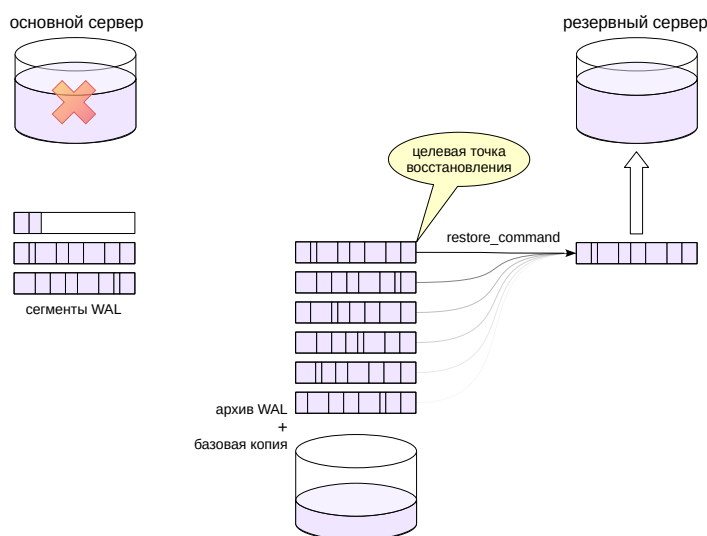 основной сервер
резервный сервер
целевая точка
восстановления
restore_command
сегменты WAL
архив WAL
+
базовая копия